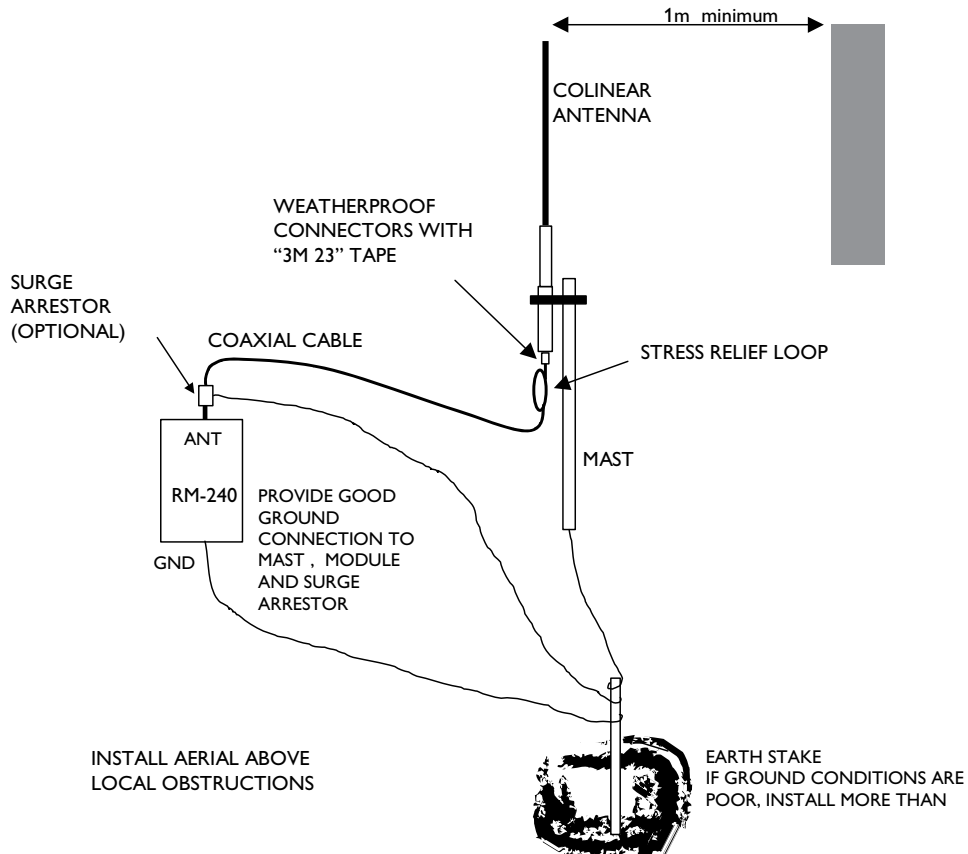 1m minimum
COLINEAR
ANTENNA
WEATHERPROOF
CONNECTORS WITH
“3M 23” TAPE
SURGE
ARRESTOR
(OPTIONAL)
COAXIAL CABLE
STRESS RELIEF LOOP
ANT
MAST
RM-240
PROVIDE GOOD
GROUND
CONNECTION TO
MAST , MODULE
AND SURGE
ARRESTOR
GND
INSTALL AERIAL ABOVE
LOCAL OBSTRUCTIONS
EARTH STAKE
IF GROUND CONDITIONS ARE
POOR, INSTALL MORE THAN